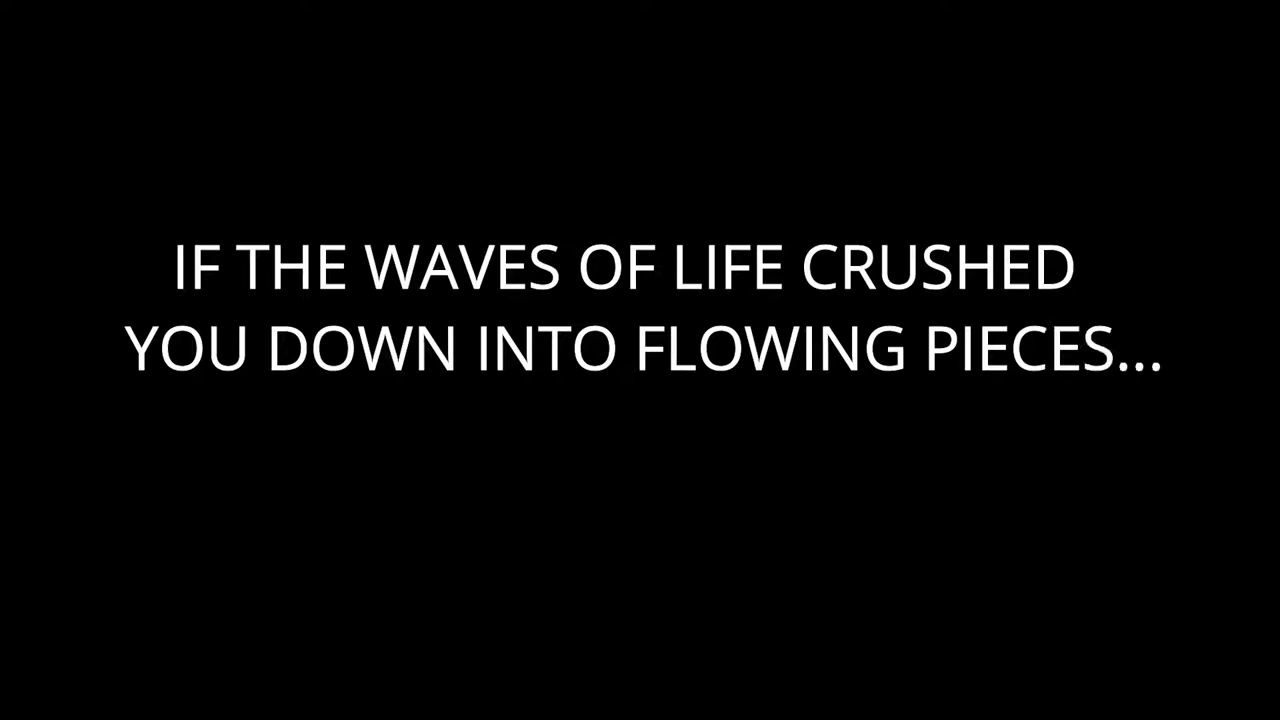 IF THE WAVES OF LIFE CRUSHED
YOU DOWN INTO FLOWING PIECES...